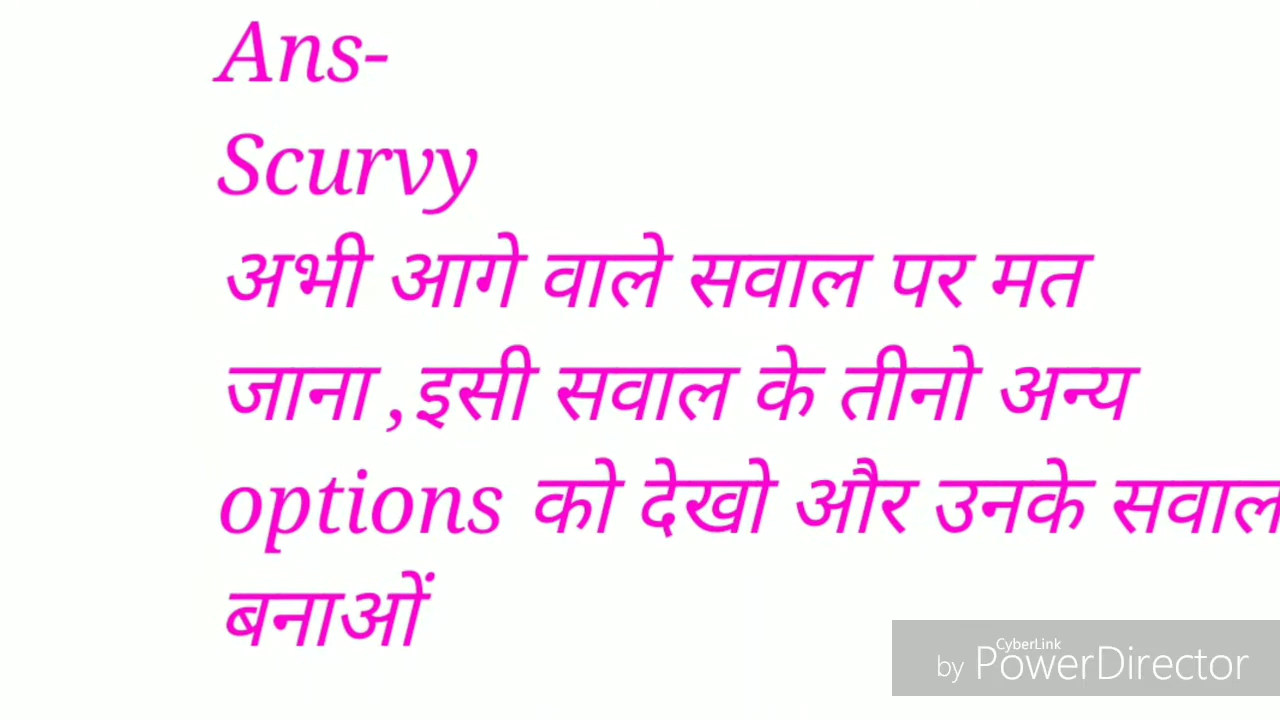 Ans-
Scurvy
अभी आगे वाले सवाल पर मत
जाना ,इसी सवाल के तीनो अन्य
options को देखो और उनके सवाल
बनाओं
CyberLink
by PowerDirector